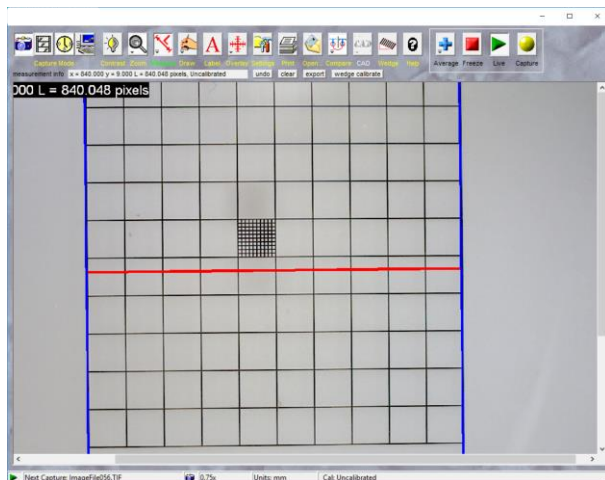 Capture Mode Contrast Zoom Measure Draw Label Overlay Settings Print Open Compare CAD Wedge Help Average Freeze Live Capture
measurement info x = 840.000 y = 9.000 L = 840.048 pixels, Uncalibrated undo clear export wedge calibrate
000 L = 840.048 pixels
Next Capture: ImageFile056.TIF 0.75x Units: mm Cal: Uncalibrated